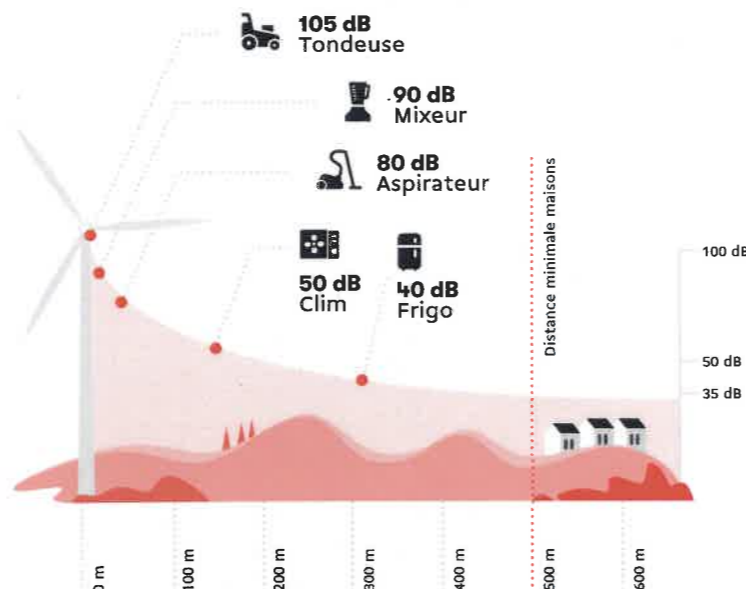 105 dB
Tondeuse
90 dB
Mixeur
80 dB
Aspirateur
50 dB
Clim
40 dB
Frigo
Distance minimale maisons
100 dB
50 dB
35 dB
0 m
100 m
200 m
300 m
400 m
500 m
600 m